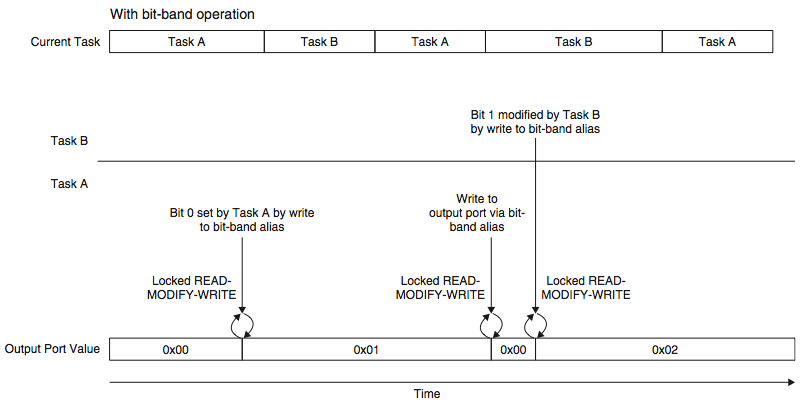 With bit-band operation
Current Task
Task A
Task B
Task A
Task B
Task A
Bit 1 modified by Task B
by write to bit-band alias
Task B
Task A
Bit 0 set by Task A by write
to bit-band alias
Write to
output port via bit-
band alias
Locked READ-
MODIFY-WRITE
Locked READ-
MODIFY-WRITE
Locked READ-
MODIFY-WRITE
Output Port Value
0x00
0x01
0x00
0x02
Time